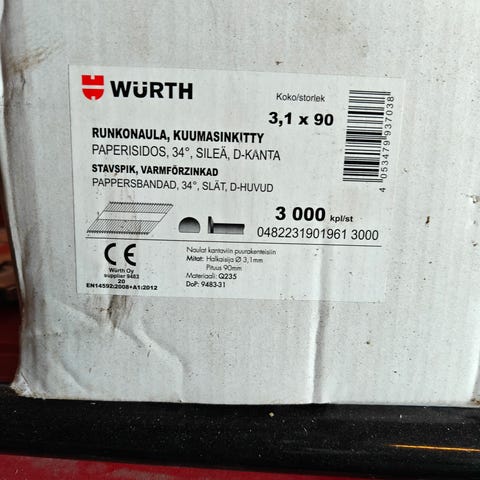 WÜRTH
Koko/storlek
3,1 x 90
RUNKONAULA, KUUMASINKITTY
PAPERISIDOS, 34°, SILEÄ, D-KANTA
STAVSPIK, VARMFÖRZINKAD
PAPPERSBANDAD, 34°, SLÄT, D-HUVUD
4 053479 937038
3 000 kpl/st
0482231901961 3000
CE
Würth Oy
supplier 9483
20
EN14592:2008+A1:2012
Naulat kantaviin puurakenteisiin
Mitat: Halkaisija Ø 3,1mm
Pituus 90mm
Materiaali: Q235
DoP: 9483-31